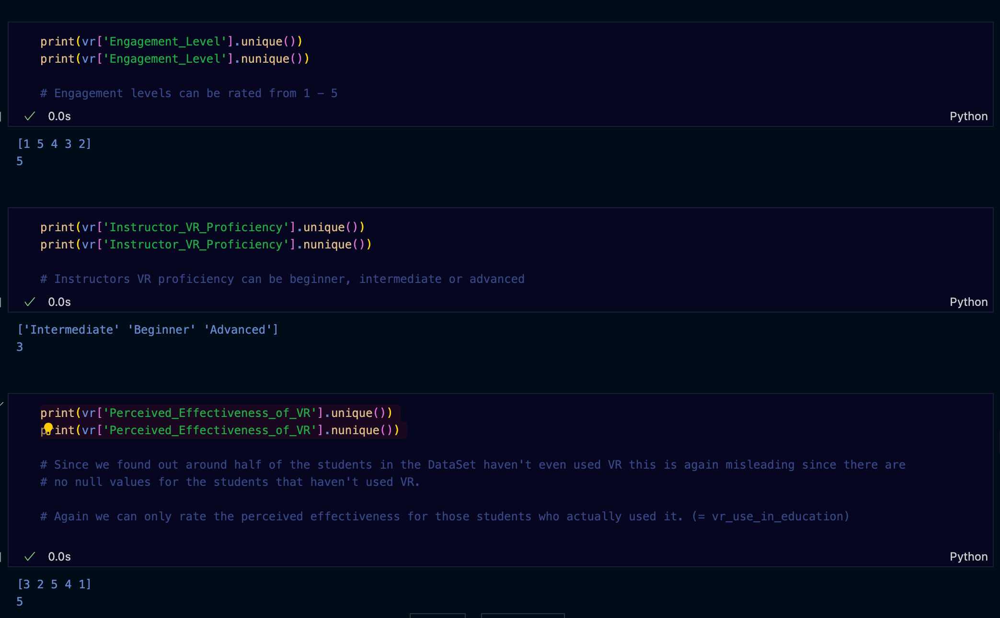 print(vr['Engagement_Level'].unique())
print(vr['Engagement_Level'].nunique())
# Engagement levels can be rated from 1 – 5
0.0s
Python
[1 5 4 3 2]
5
print(vr['Instructor_VR_Proficiency'].unique())
print(vr['Instructor_VR_Proficiency'].nunique())
# Instructors VR proficiency can be beginner, intermediate or advanced
0.0s
Python
['Intermediate' 'Beginner' 'Advanced']
3
print(vr['Perceived_Effectiveness_of_VR'].unique())
print(vr['Perceived_Effectiveness_of_VR'].nunique())
# Since we found out around half of the students in the DataSet haven't even used VR this is again misleading since there are
# no null values for the students that haven't used VR.
# Again we can only rate the perceived effectiveness for those students who actually used it. (= vr_use_in_education)
0.0s
Python
[3 2 5 4 1]
5